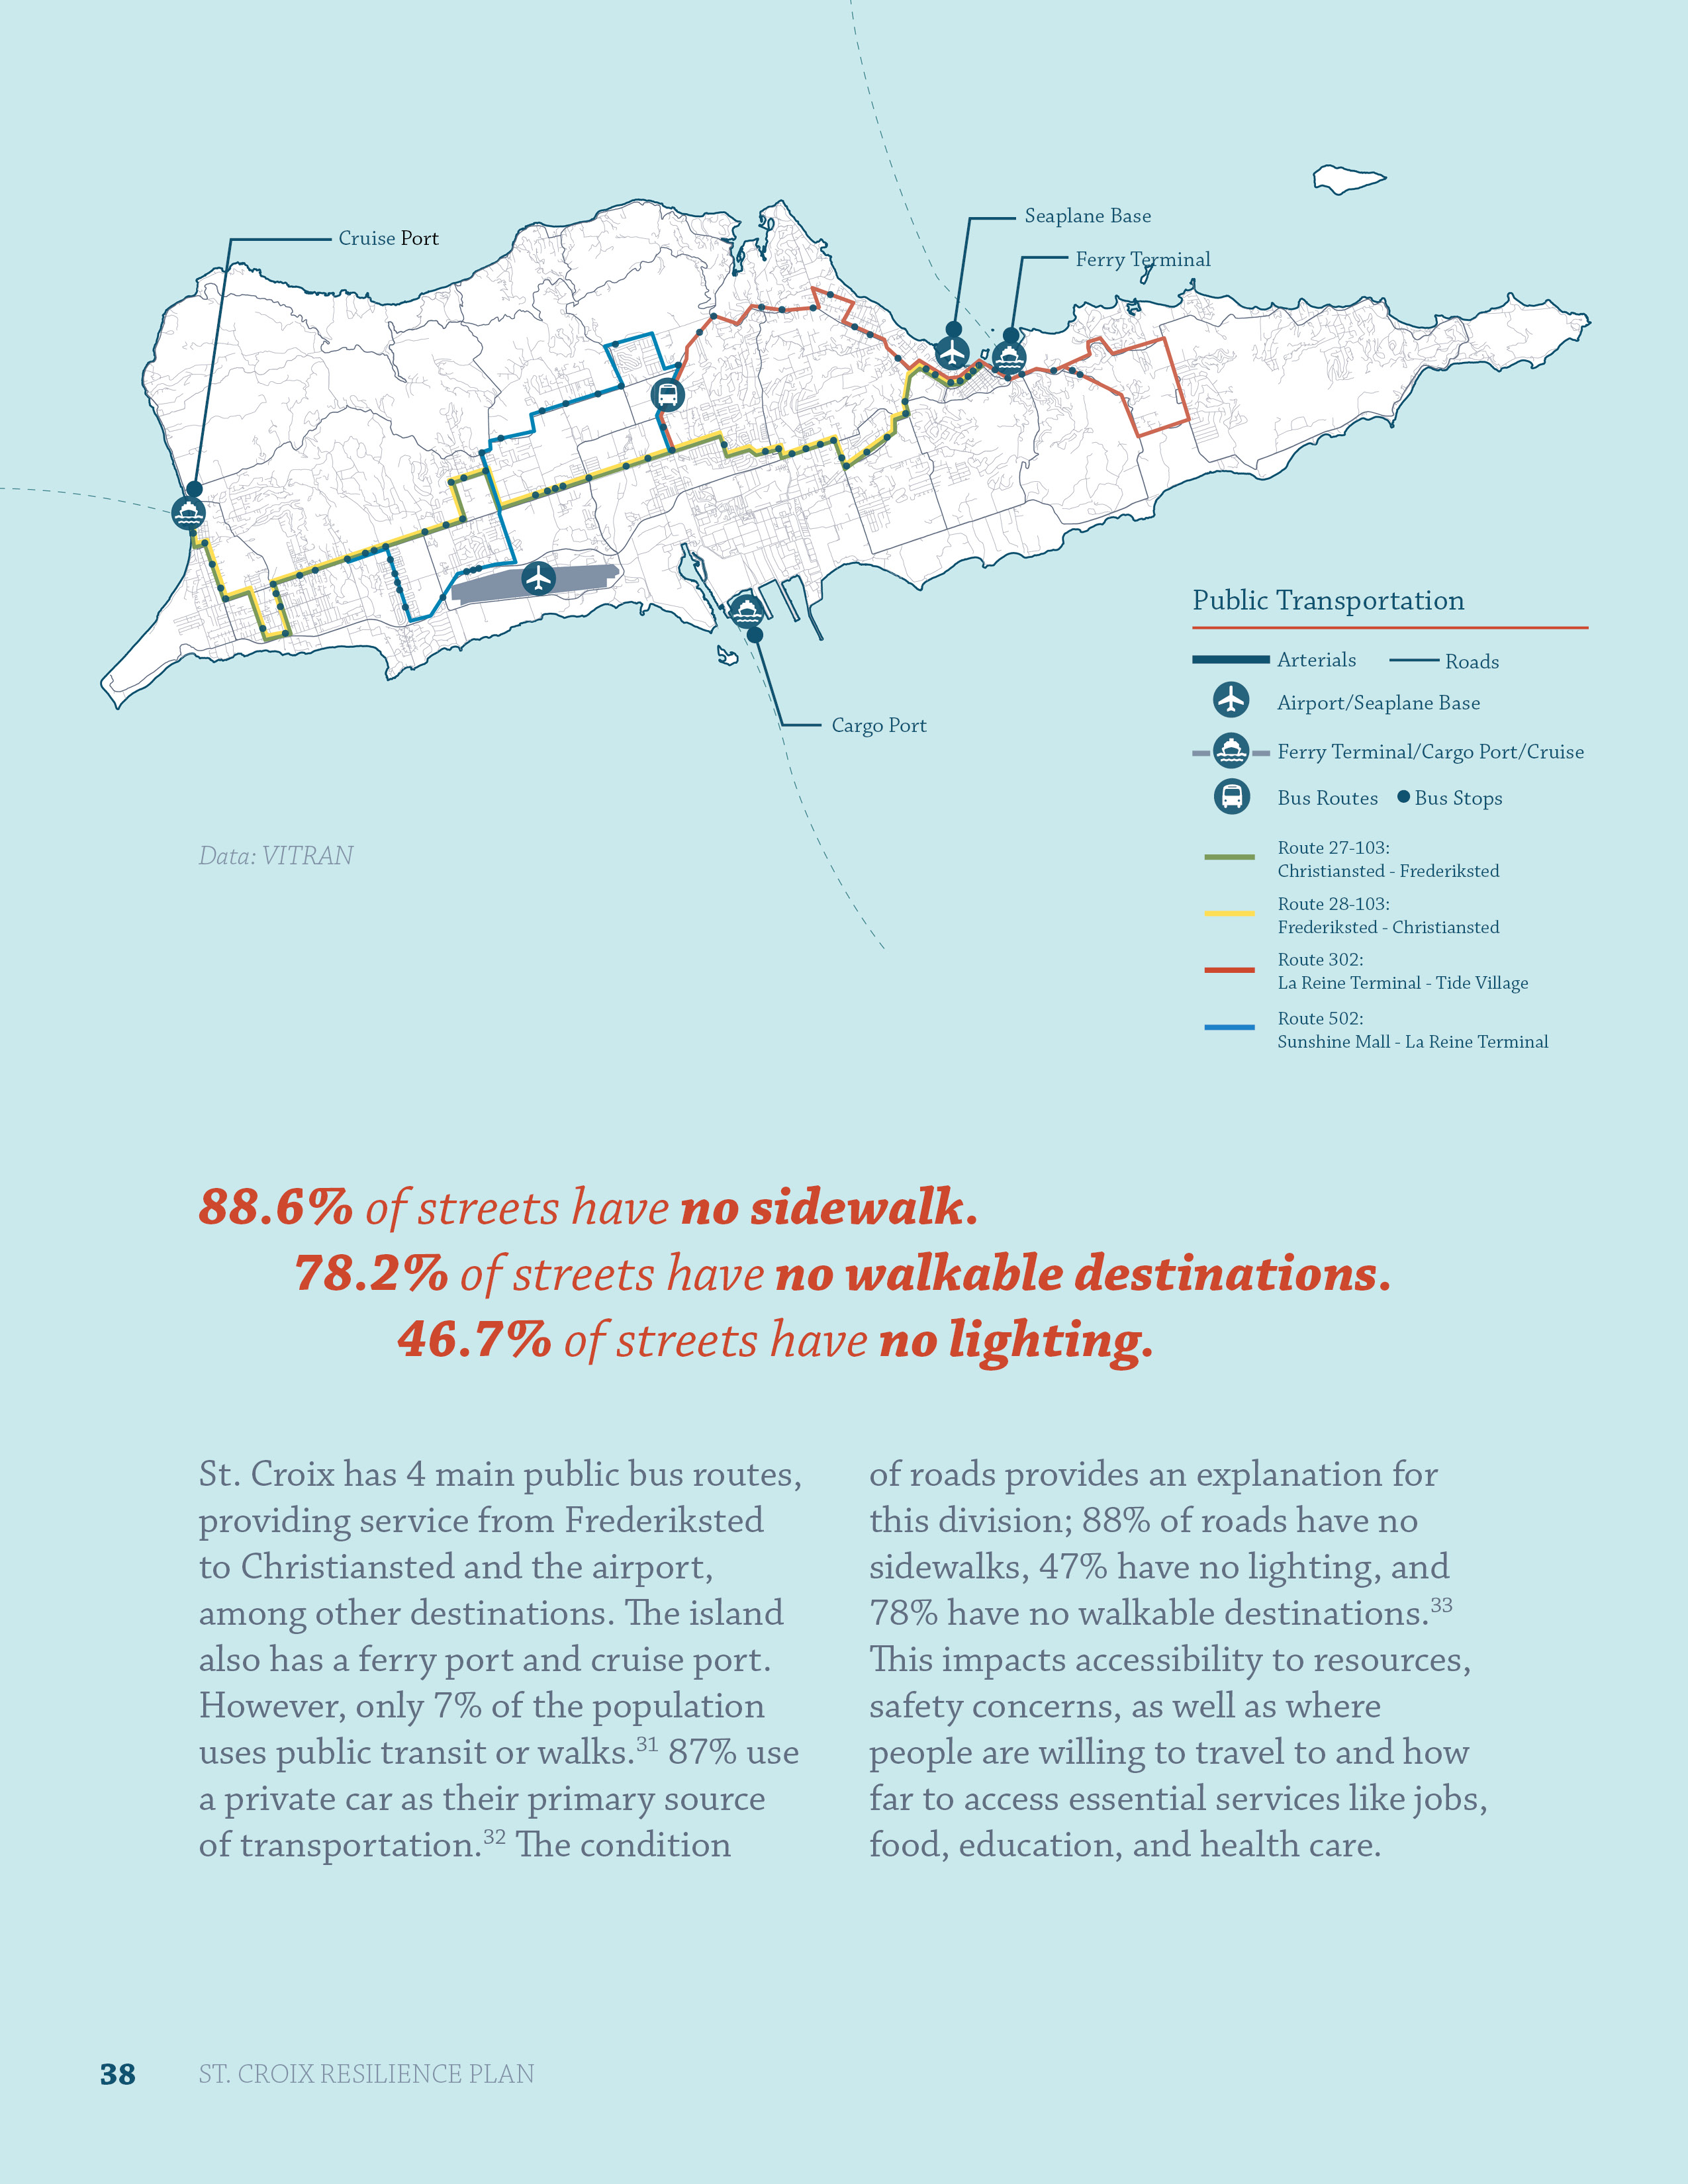 Seaplane Base
Cruise Port
Ferry Terminal
Cargo Port
Public Transportation
Arterials
Roads
Airport/Seaplane Base
Ferry Terminal/Cargo Port/Cruise
Bus Routes
Bus Stops
Data: VITRAN
Route 27-103:
Christiansted - Frederiksted
Route 28-103:
Frederiksted - Christiansted
Route 302:
La Reine Terminal - Tide Village
Route 502:
Sunshine Mall - La Reine Terminal
88.6% of streets have no sidewalk.
78.2% of streets have no walkable destinations.
46.7% of streets have no lighting.
St. Croix has 4 main public bus routes,
providing service from Frederiksted
to Christiansted and the airport,
among other destinations. The island
also has a ferry port and cruise port.
However, only 7% of the population
uses public transit or walks.31 87% use
a private car as their primary source
of transportation.32 The condition
of roads provides an explanation for
this division; 88% of roads have no
sidewalks, 47% have no lighting, and
78% have no walkable destinations.33
This impacts accessibility to resources,
safety concerns, as well as where
people are willing to travel to and how
far to access essential services like jobs,
food, education, and health care.
38 ST. CROIX RESILIENCE PLAN